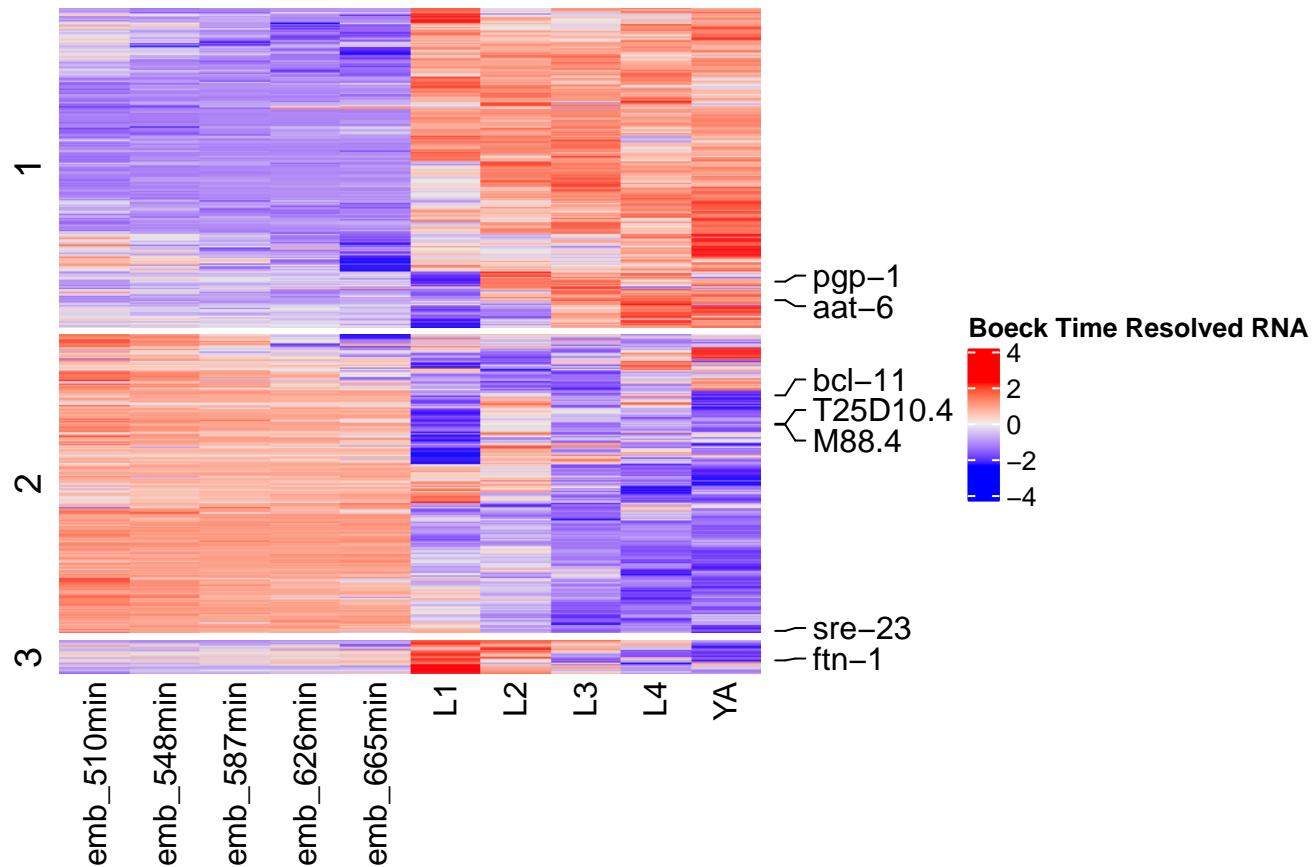 1
2
3
pgp−1
aat−6
bcl−11
T25D10.4
M88.4
sre−23
ftn−1
emb_510min
emb_548min
emb_587min
emb_626min
emb_665min
L1
L2
L3
L4
YA
Boeck Time Resolved RNA
4
2
0
−2
−4